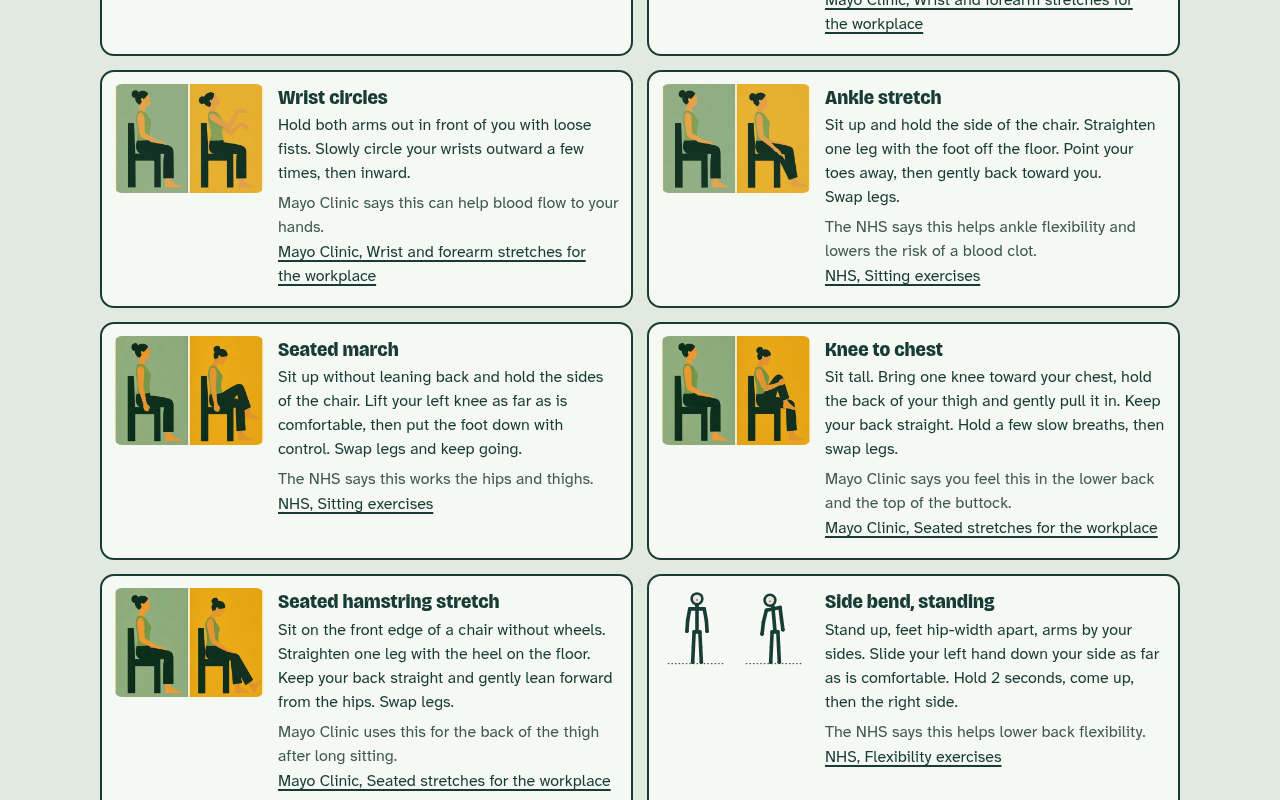 Mayo Clinic, Wrist and forearm stretches for
the workplace
Wrist circles
Hold both arms out in front of you with loose
fists. Slowly circle your wrists outward a few
times, then inward.
Mayo Clinic says this can help blood flow to your
hands.
Mayo Clinic, Wrist and forearm stretches for
the workplace
Ankle stretch
Sit up and hold the side of the chair. Straighten
one leg with the foot off the floor. Point your
toes away, then gently back toward you.
Swap legs.
The NHS says this helps ankle flexibility and
lowers the risk of a blood clot.
NHS, Sitting exercises
Seated march
Sit up without leaning back and hold the sides
of the chair. Lift your left knee as far as is
comfortable, then put the foot down with
control. Swap legs and keep going.
The NHS says this works the hips and thighs.
NHS, Sitting exercises
Knee to chest
Sit tall. Bring one knee toward your chest, hold
the back of your thigh and gently pull it in. Keep
your back straight. Hold a few slow breaths, then
swap legs.
Mayo Clinic says you feel this in the lower back
and the top of the buttock.
Mayo Clinic, Seated stretches for the workplace
Seated hamstring stretch
Sit on the front edge of a chair without wheels.
Straighten one leg with the heel on the floor.
Keep your back straight and gently lean forward
from the hips. Swap legs.
Mayo Clinic uses this for the back of the thigh
after long sitting.
Mayo Clinic, Seated stretches for the workplace
Side bend, standing
Stand up, feet hip-width apart, arms by your
sides. Slide your left hand down your side as far
as is comfortable. Hold 2 seconds, come up,
then the right side.
The NHS says this helps lower back flexibility.
NHS, Flexibility exercises